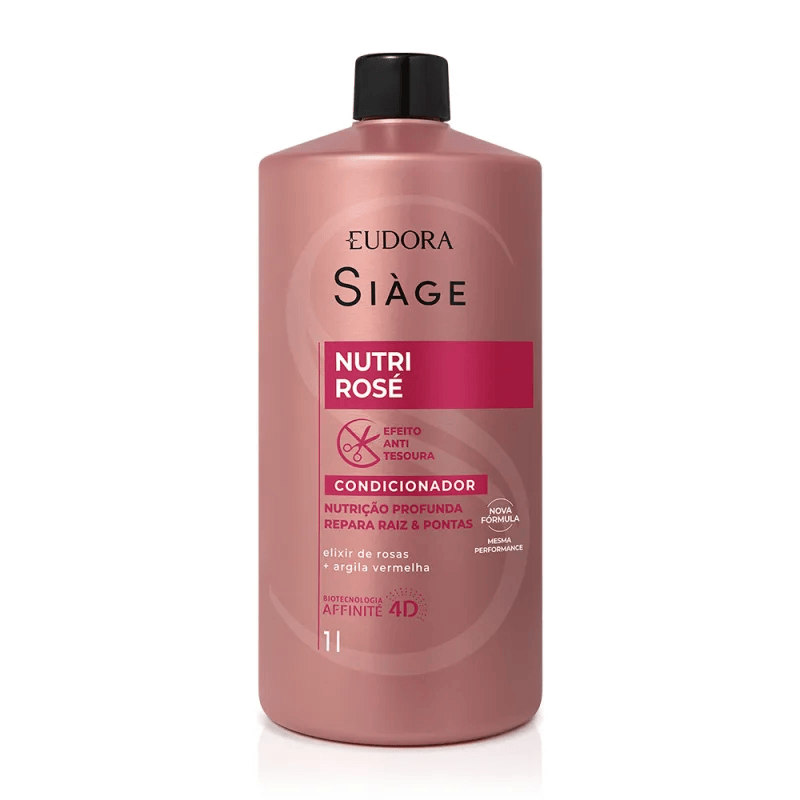 EUDORA
SIÀGE
NUTRI
ROSÉ
EFEITO
ANTI
TESOURA
CONDICIONADOR
NUTRIÇÃO PROFUNDA
REPARA RAIZ & PONTAS
NOVA
FÓRMULA
MESMA
PERFORMANCE
elixir de rosas
+ argila vermelha
BIOTECNOLOGIA
AFFINITÉ 4D
1l